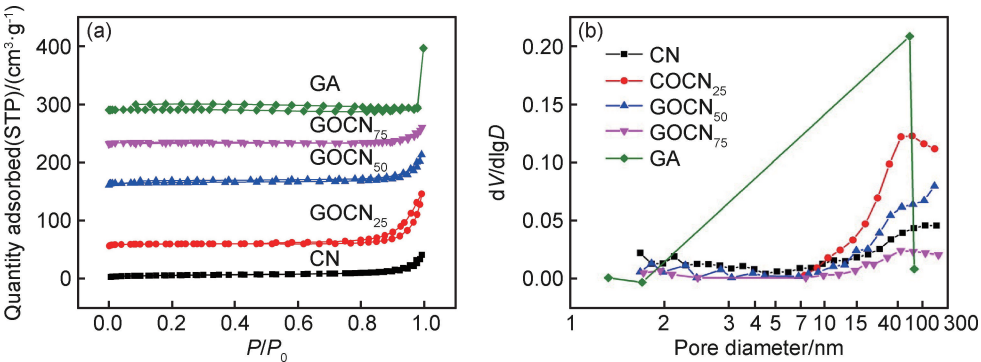 (a)
Quantity adsorbed(STP)/(cm³·g⁻¹)
400
300
200
100
0
GA
GOCN₇₅
GOCN₅₀
GOCN₂₅
CN
0.0 0.2 0.4 0.6 0.8 1.0
P/P₀
(b)
dV/dlgD
0.20
0.15
0.10
0.05
0.00
CN
COCN₂₅
GOCN₅₀
GOCN₇₅
GA
1 2 3 4 5 7 10 15 40 100 300
Pore diameter/nm